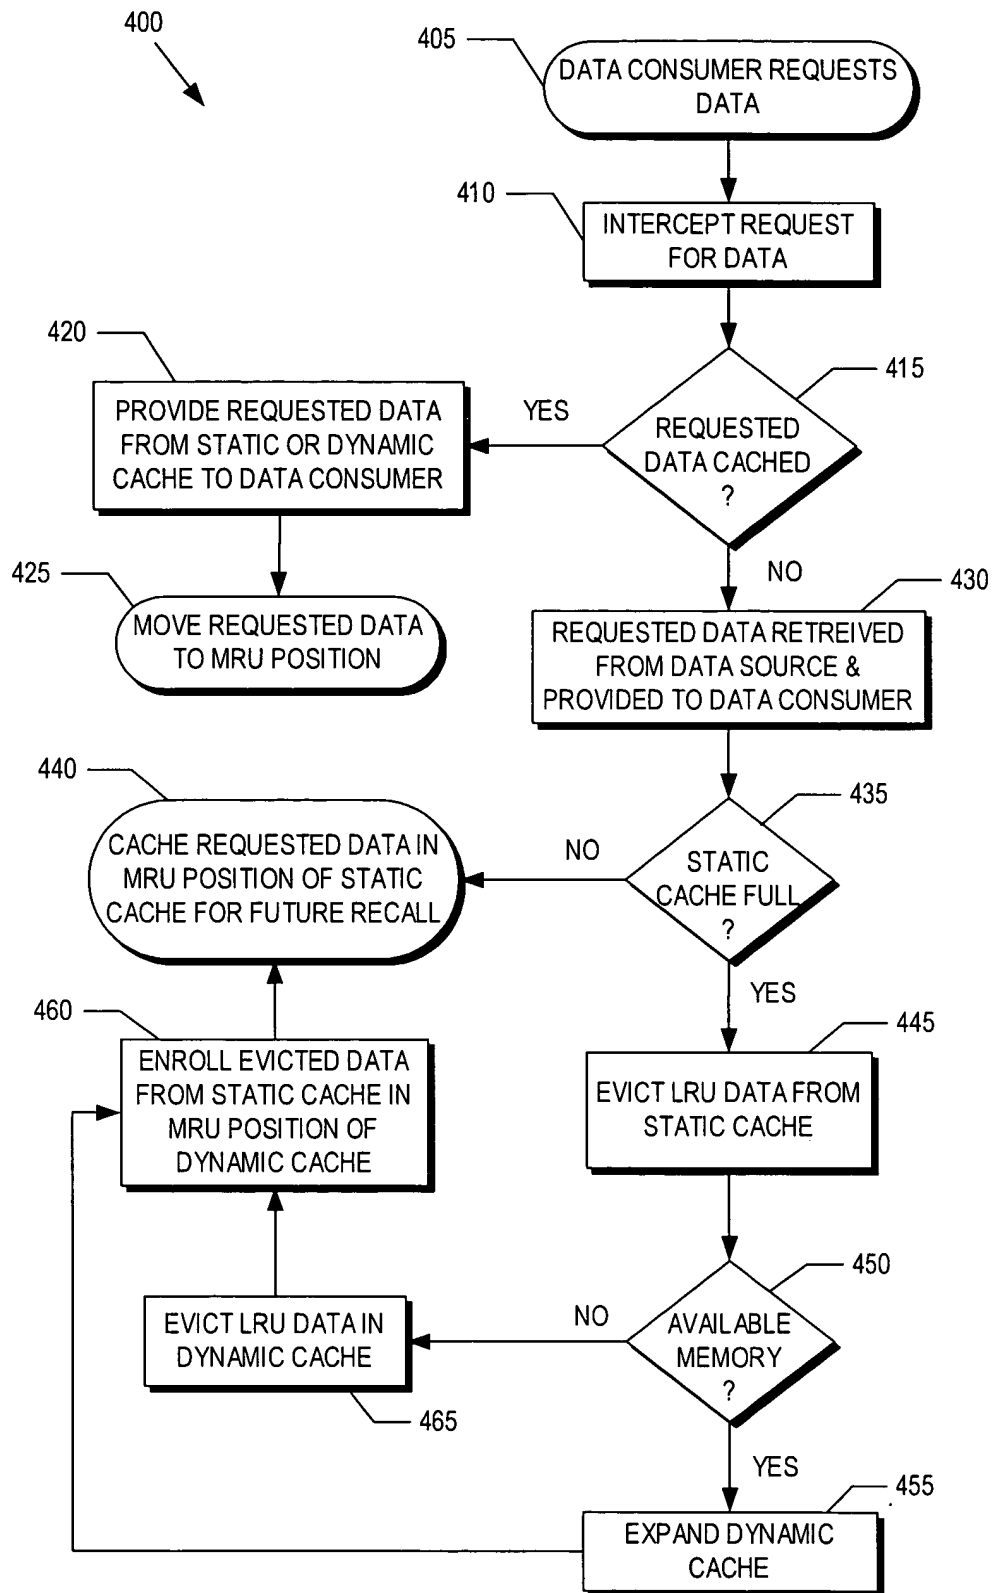 400
405
DATA CONSUMER REQUESTS
DATA
410
INTERCEPT REQUEST
FOR DATA
415
REQUESTED
DATA CACHED
?
YES
420
PROVIDE REQUESTED DATA
FROM STATIC OR DYNAMIC
CACHE TO DATA CONSUMER
425
MOVE REQUESTED DATA
TO MRU POSITION
NO
430
REQUESTED DATA RETREIVED
FROM DATA SOURCE &
PROVIDED TO DATA CONSUMER
435
STATIC
CACHE FULL
?
NO
440
CACHE REQUESTED DATA IN
MRU POSITION OF STATIC
CACHE FOR FUTURE RECALL
YES
445
EVICT LRU DATA FROM
STATIC CACHE
460
ENROLL EVICTED DATA
FROM STATIC CACHE IN
MRU POSITION OF
DYNAMIC CACHE
450
AVAILABLE
MEMORY
?
NO
EVICT LRU DATA IN
DYNAMIC CACHE
465
YES
455
EXPAND DYNAMIC
CACHE